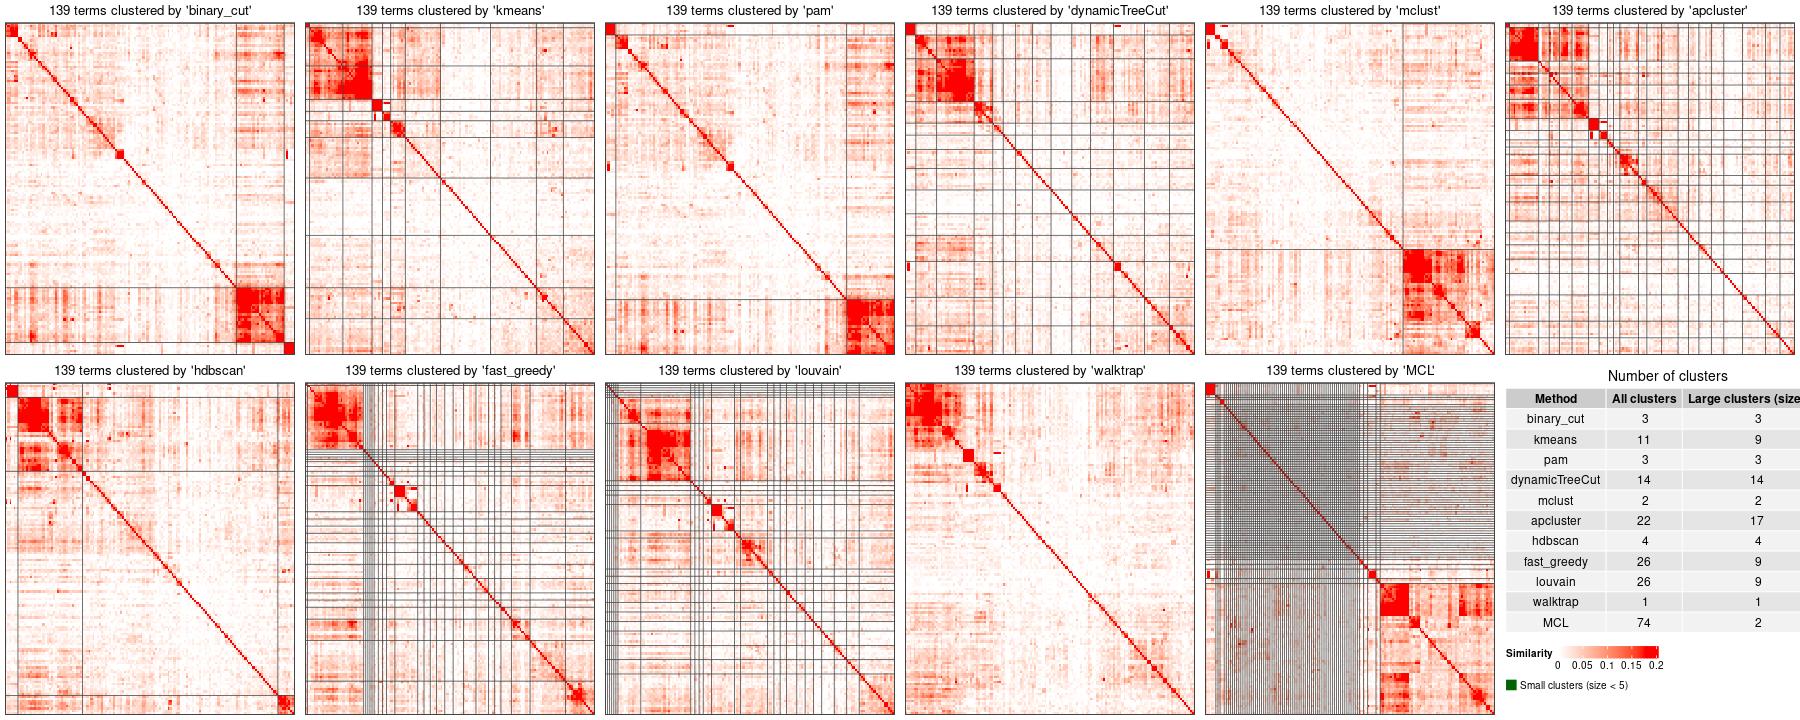 139 terms clustered by 'binary_cut'
139 terms clustered by 'kmeans'
139 terms clustered by 'pam'
139 terms clustered by 'dynamicTreeCut'
139 terms clustered by 'mclust'
139 terms clustered by 'apcluster'
139 terms clustered by 'hdbscan'
139 terms clustered by 'fast_greedy'
139 terms clustered by 'louvain'
139 terms clustered by 'walktrap'
139 terms clustered by 'MCL'
Number of clusters
Method All clusters Large clusters (size
binary_cut 3 3
kmeans 11 9
pam 3 3
dynamicTreeCut 14 14
mclust 2 2
apcluster 22 17
hdbscan 4 4
fast_greedy 26 9
louvain 26 9
walktrap 1 1
MCL 74 2
Similarity
0 0.05 0.1 0.15 0.2
Small clusters (size < 5)